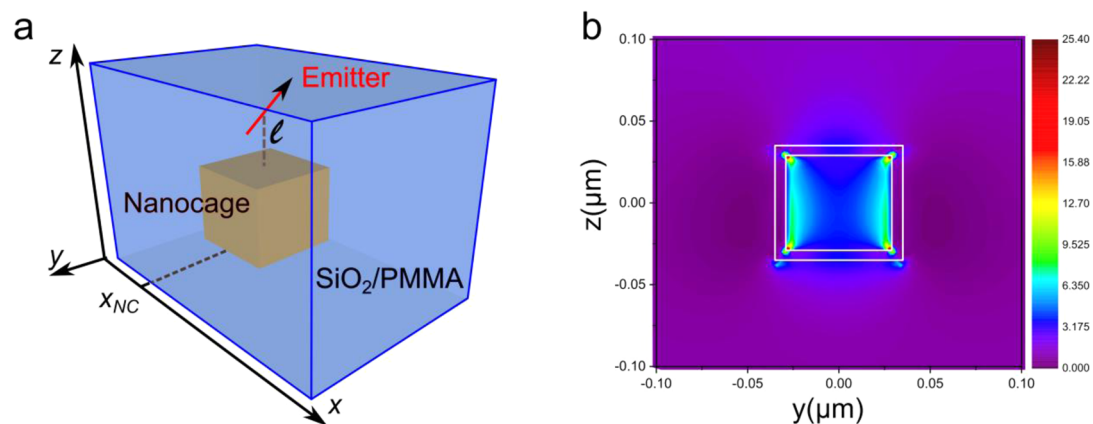 a
z
Emitter
ℓ
Nanocage
y
SiO₂/PMMA
x_NC
x
b
0.10
0.05
0.00
-0.05
-0.10
z(μm)
-0.10
-0.05
0.00
0.05
0.10
y(μm)
25.40
22.22
19.05
15.88
12.70
9.525
6.350
3.175
0.000